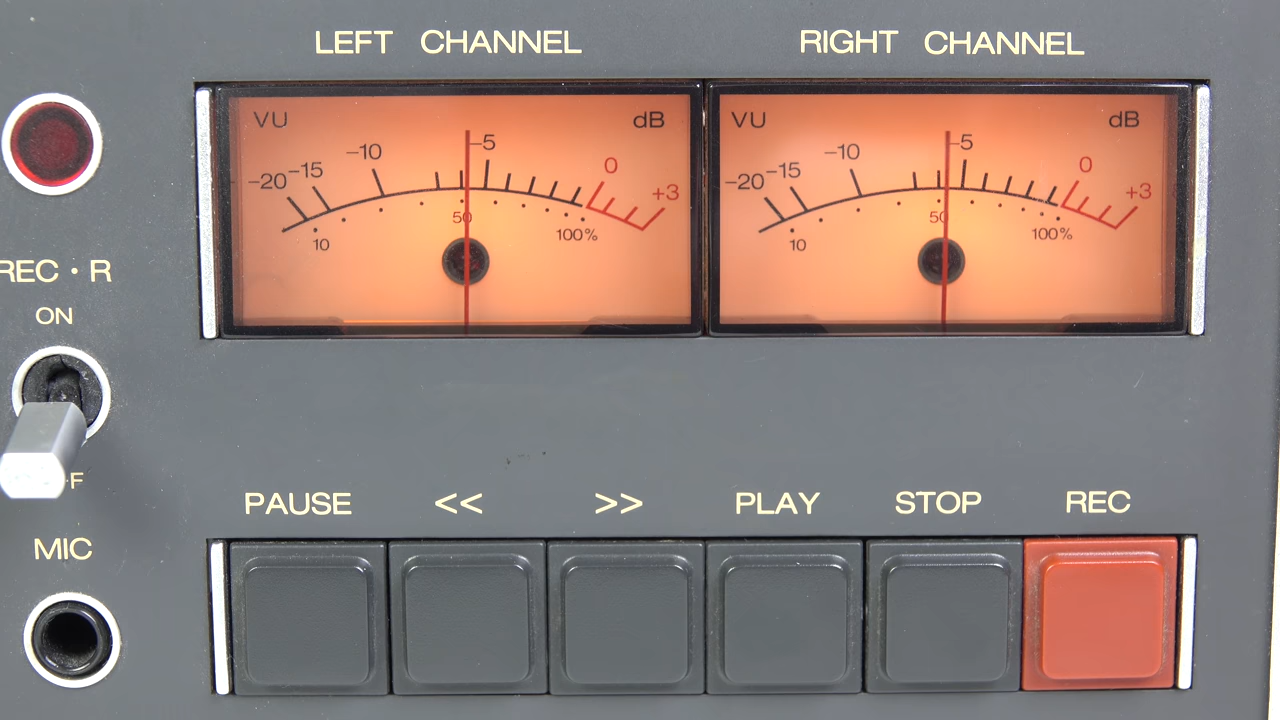 LEFT CHANNEL
RIGHT CHANNEL
VU dB
-20 -15 -10 -5 0 +3
10 50 100%
VU dB
-20 -15 -10 -5 0 +3
10 50 100%
REC · R
ON
F
MIC
PAUSE << >> PLAY STOP REC